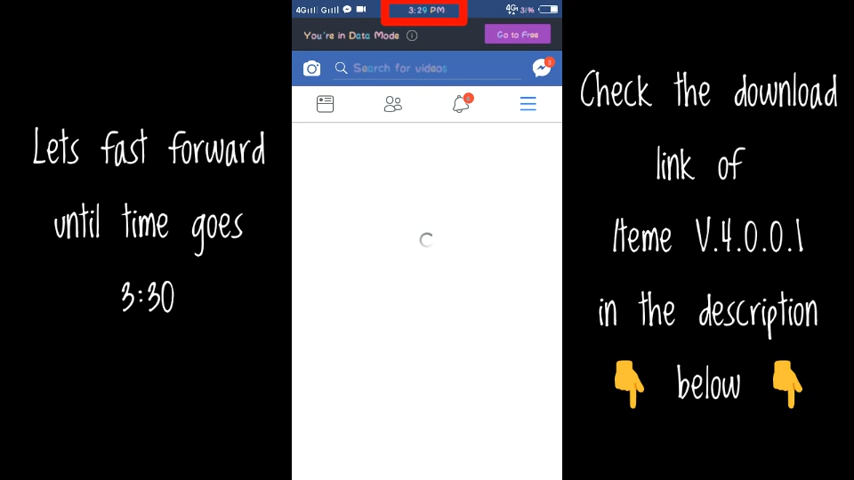 Lets fast forward
until time goes
3:30
4G 3:29 PM 4G 31%
You're in Data Mode
Go to Free
Search for videos
Check the download
link of
Iteme V.4.0.0.1
in the description
below